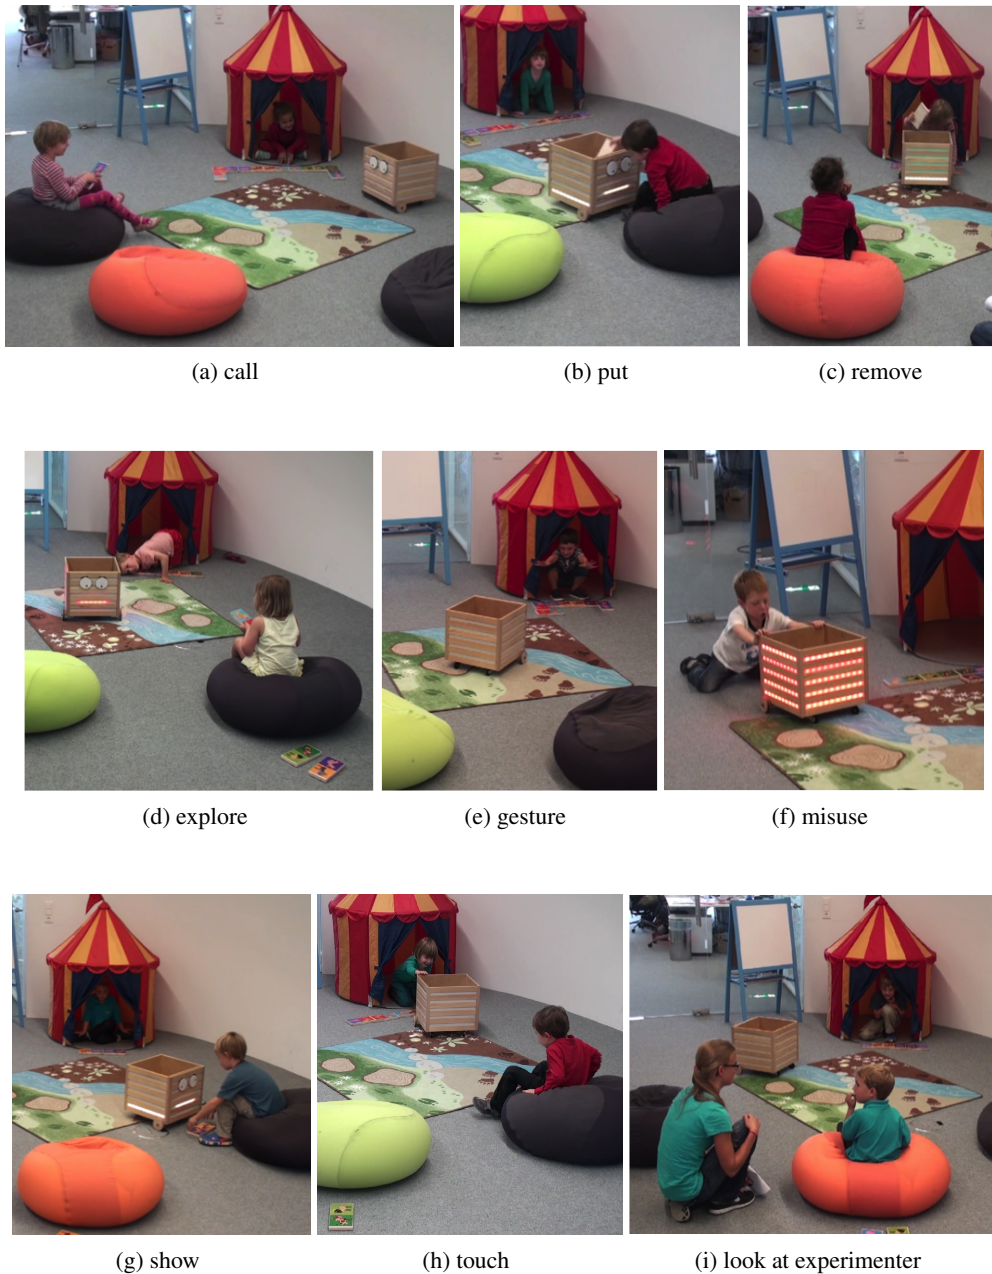 (a) call
(b) put
(c) remove
(d) explore
(e) gesture
(f) misuse
(g) show
(h) touch
(i) look at experimenter